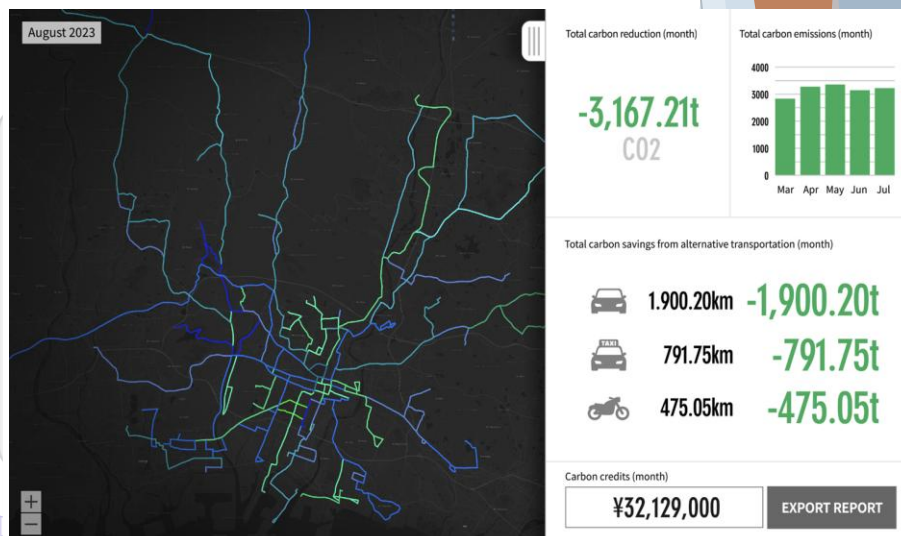 August 2023
+
−
Total carbon reduction (month)
-3,167.21t
CO2
Total carbon emissions (month)
4000
3000
2000
1000
0
Mar Apr May Jun Jul
Total carbon savings from alternative transportation (month)
1.900.20km -1,900.20t
TAXI
791.75km -791.75t
475.05km -475.05t
Carbon credits (month)
¥32,129,000
EXPORT REPORT